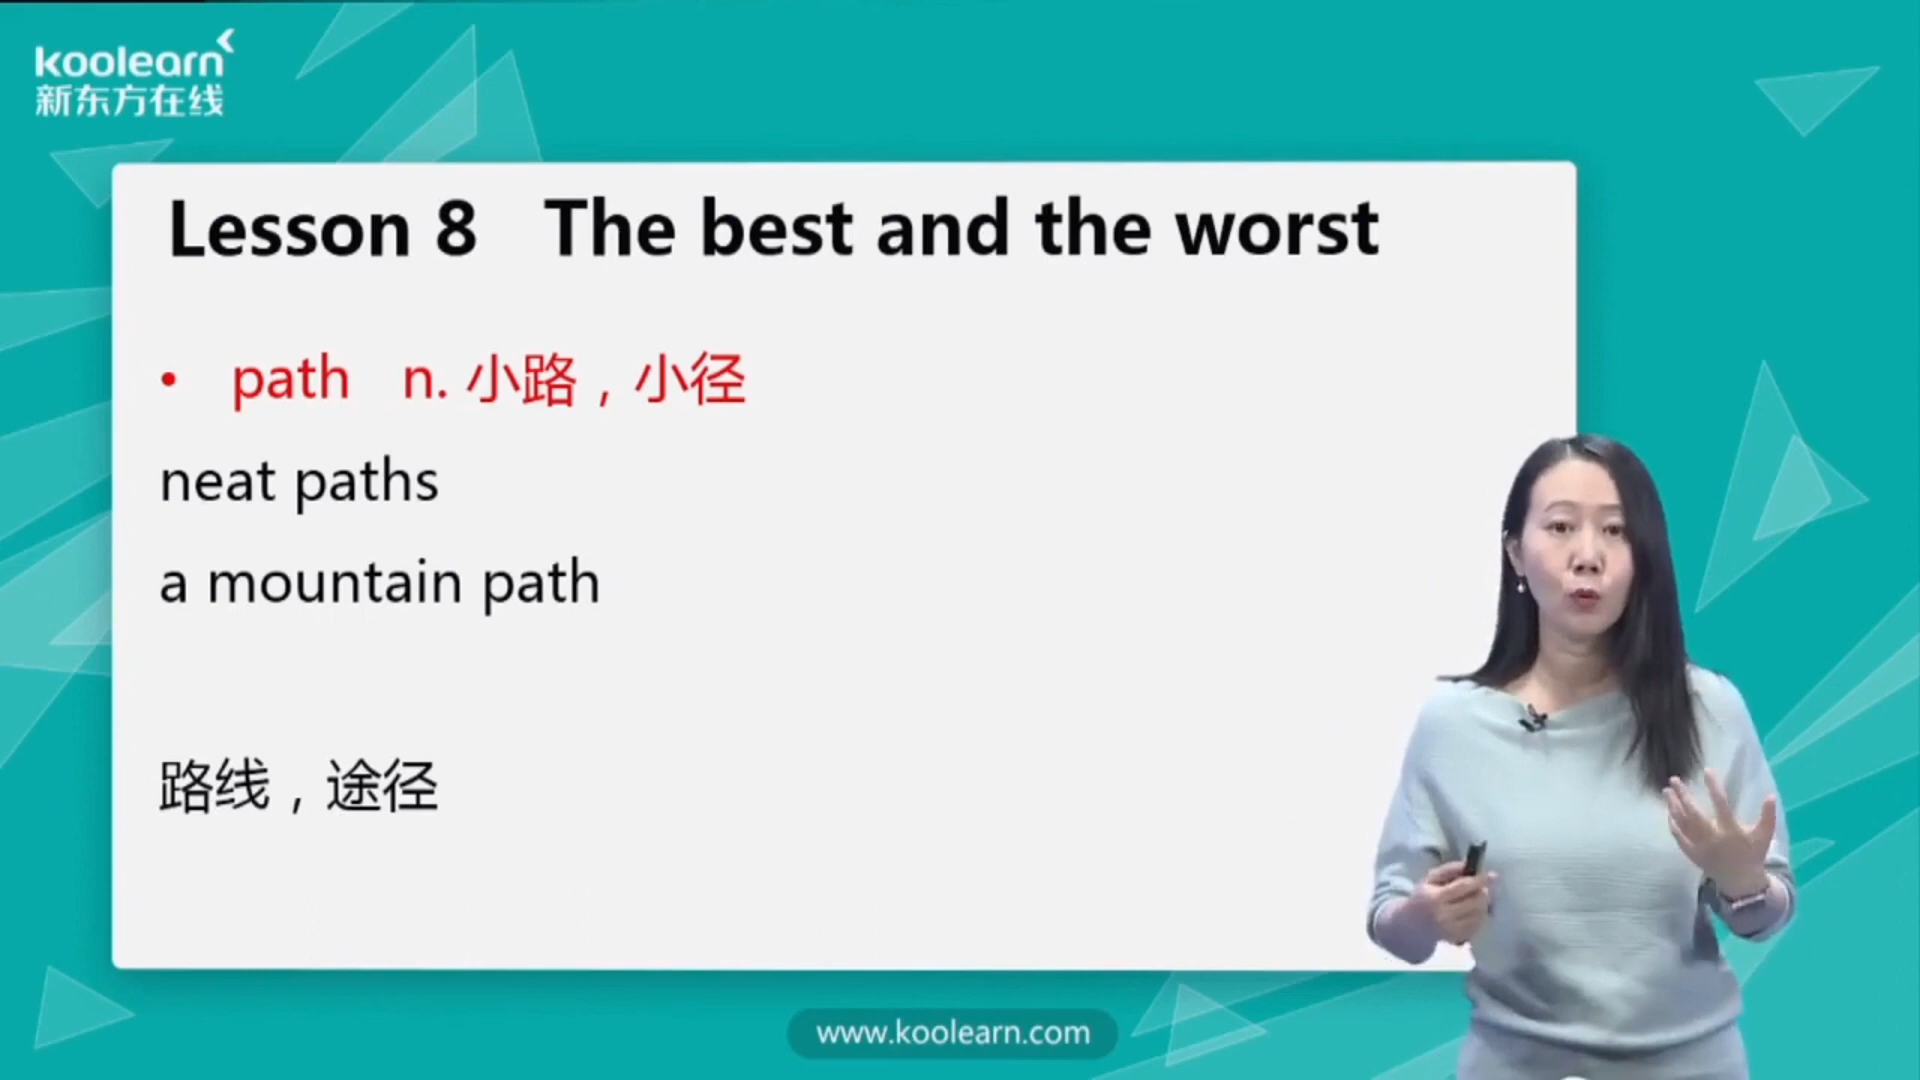 koolearn
新东方在线
Lesson 8 The best and the worst
• path n. 小路，小径
neat paths
a mountain path
路线，途径
www.koolearn.com